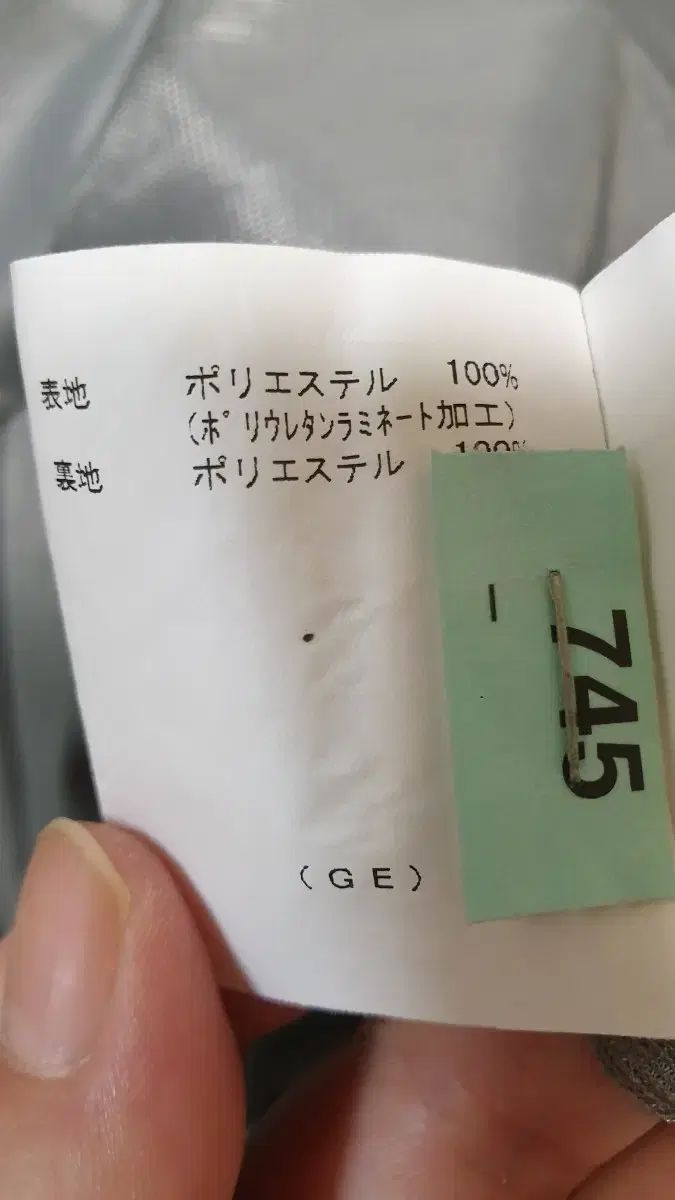 表地 ポリエステル 100%
(ポリウレタンラミネート加工)
裏地 ポリエステル 100%
(GE)
745